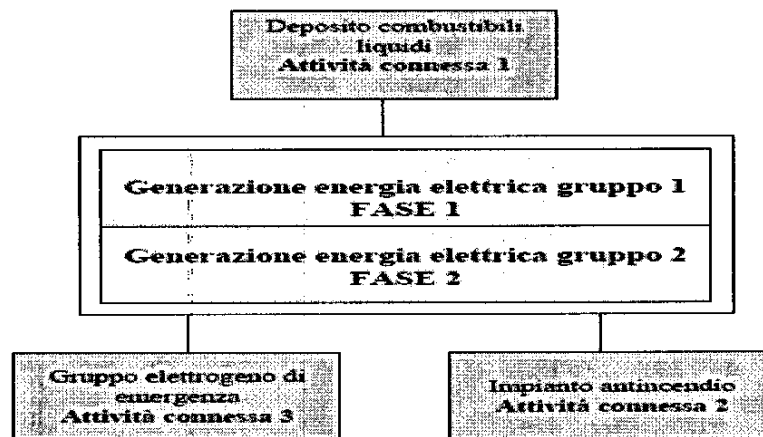 Deposito combustibili
liquidi
Attività connessa 1
Generazione energia elettrica gruppo 1
FASE 1
Generazione energia elettrica gruppo 2
FASE 2
Gruppo elettrogeno di
emergenza
Attività connessa 3
Impianto antincendio
Attività connessa 2